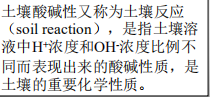 土壤酸碱性又称为土壤反应
（soil reaction），是指土壤溶
液中H⁺浓度和OH⁻浓度比例不
同而表现出来的酸碱性质，是
土壤的重要化学性质。